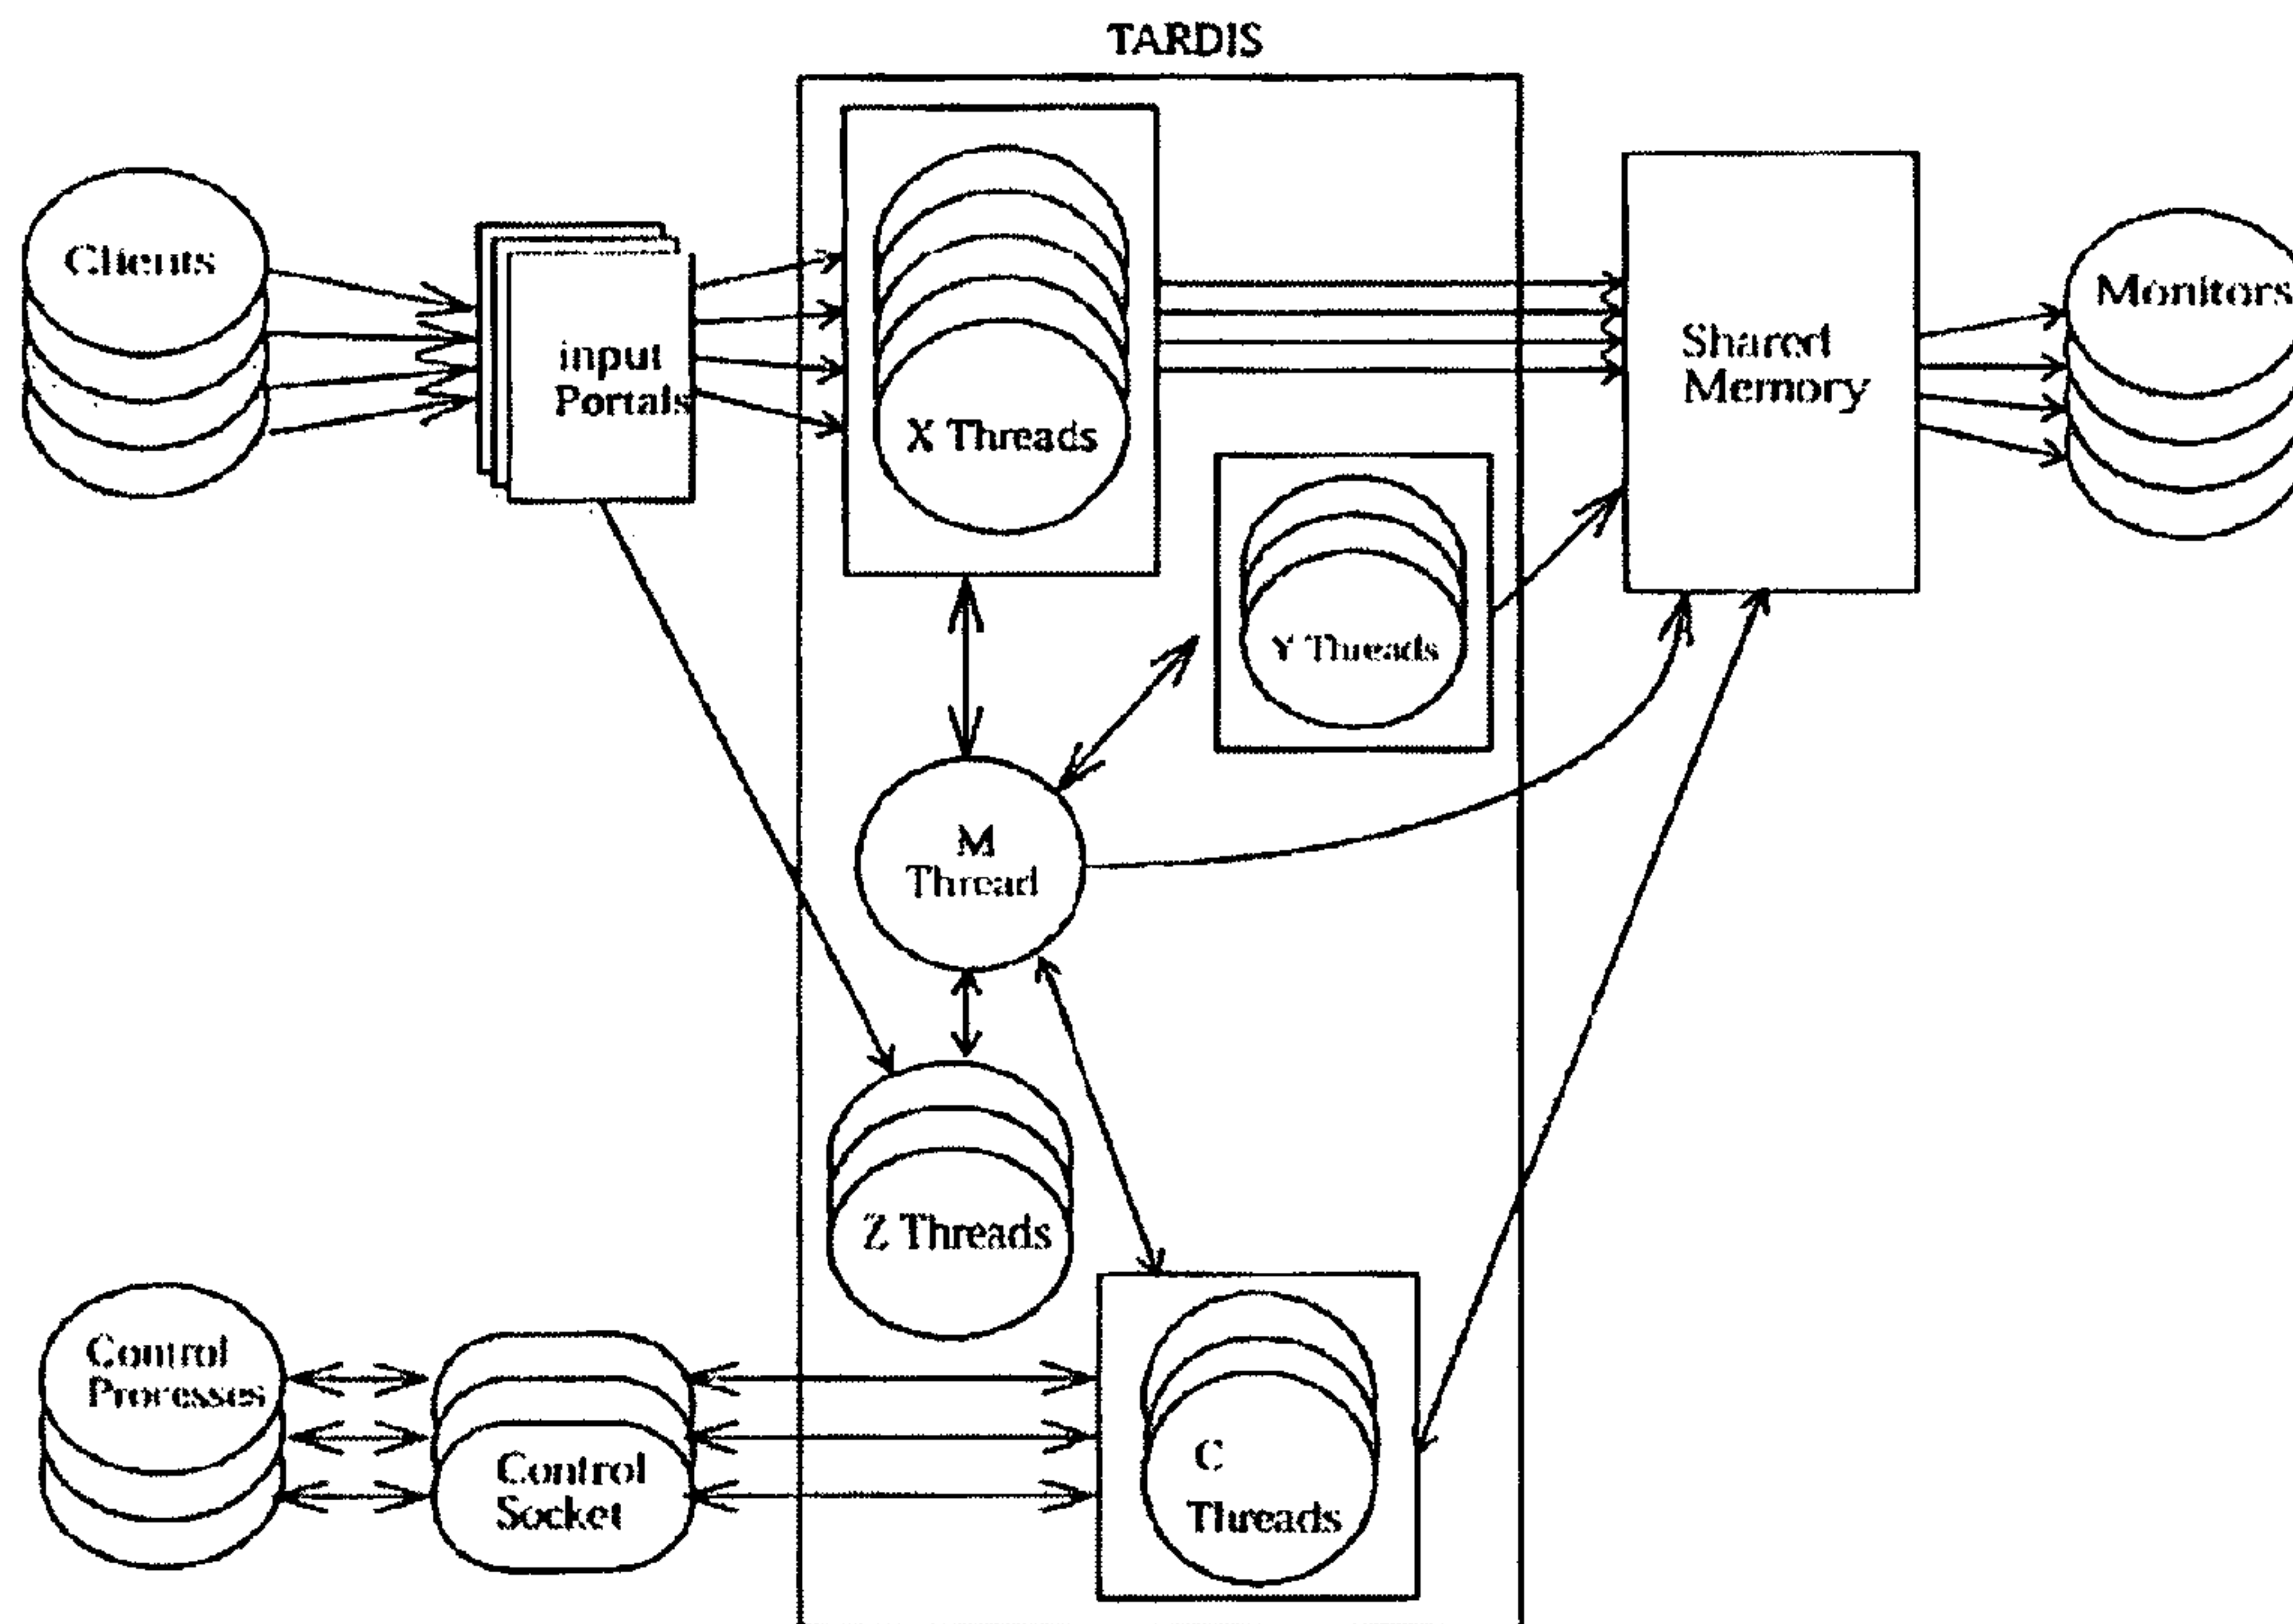 TARDIS
Clients
input
Portals
X Threads
Shared
Memory
Monitors
Y Threads
M
Thread
Z Threads
Control
Processes
Control
Socket
C
Threads